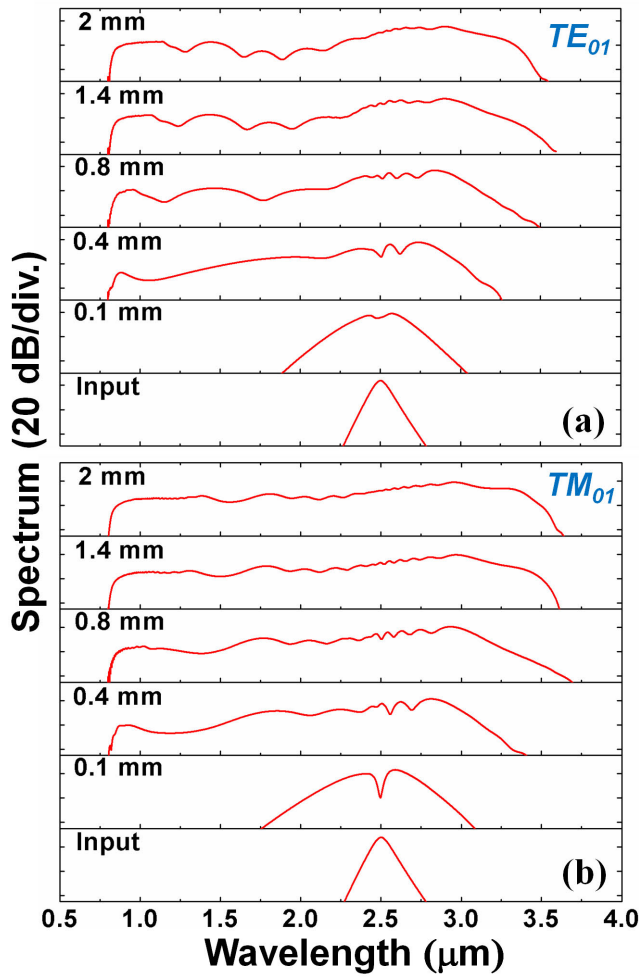 Spectrum (20 dB/div.)
2 mm
TE01
1.4 mm
0.8 mm
0.4 mm
0.1 mm
Input
(a)
2 mm
TM01
1.4 mm
0.8 mm
0.4 mm
0.1 mm
Input
(b)
0.5 1.0 1.5 2.0 2.5 3.0 3.5 4.0
Wavelength (μm)